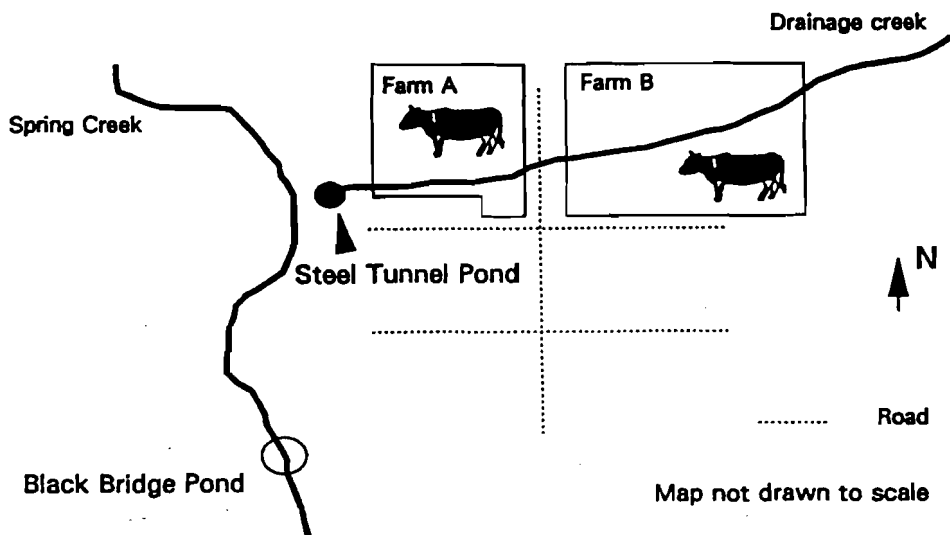 Drainage creek
Farm A
Farm B
Spring Creek
Steel Tunnel Pond
N
Road
Black Bridge Pond
Map not drawn to scale